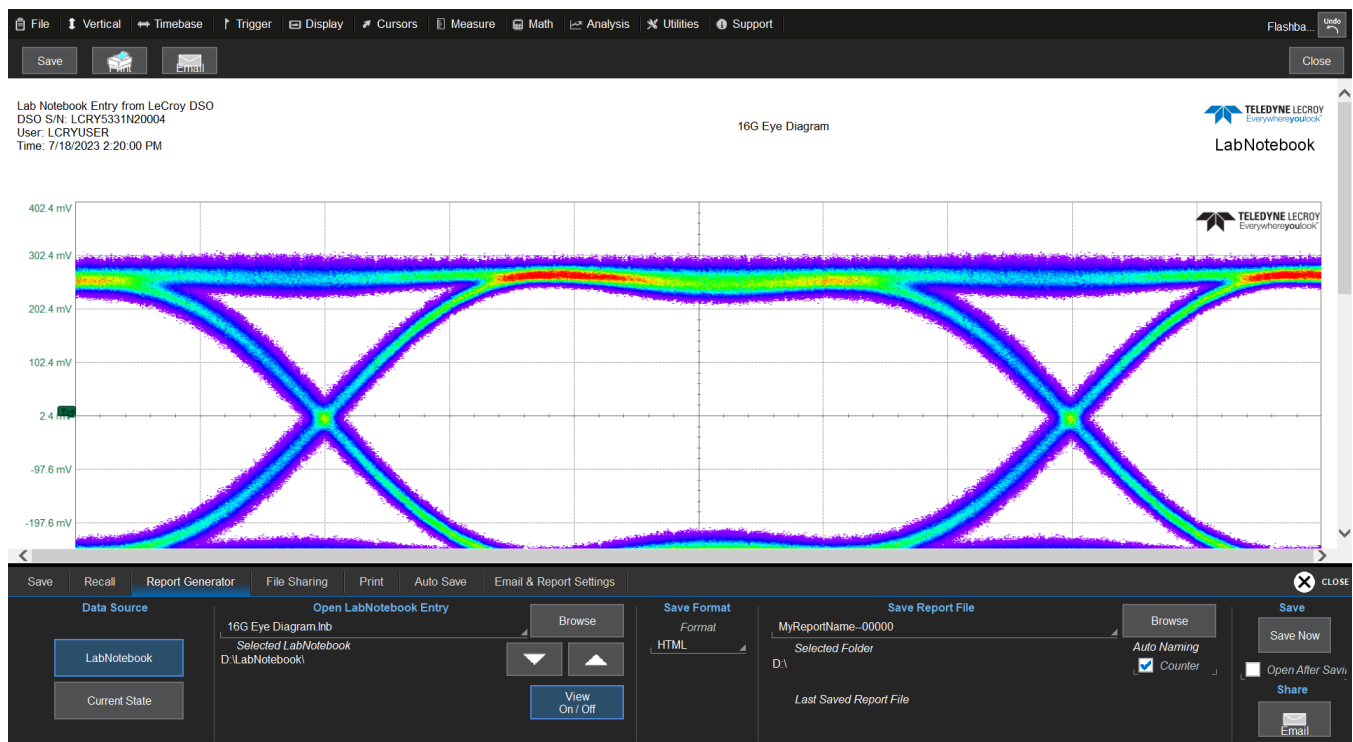 File Vertical Timebase Trigger Display Cursors Measure Math Analysis Utilities Support Flashba... Undo
Save Print Email Close
Lab Notebook Entry from LeCroy DSO
DSO S/N: LCRY5331N20004
User: LCRYUSER
Time: 7/18/2023 2:20:00 PM
16G Eye Diagram
TELEDYNE LECROY
Everywhereyoulook
LabNotebook
402.4 mV
TELEDYNE LECROY
Everywhereyoulook
302.4 mV
202.4 mV
102.4 mV
2.4 mV
-97.6 mV
-197.6 mV
Save Recall Report Generator File Sharing Print Auto Save Email & Report Settings CLOSE
Data Source
LabNotebook
Current State
Open LabNotebook Entry
16G Eye Diagram.lnb
Browse
Selected LabNotebook
D:\LabNotebook\
View
On / Off
Save Format
Format
HTML
Save Report File
MyReportName--00000
Browse
Selected Folder
D:\
Auto Naming
Counter
Last Saved Report File
Save
Save Now
Open After Savin
Share
Email